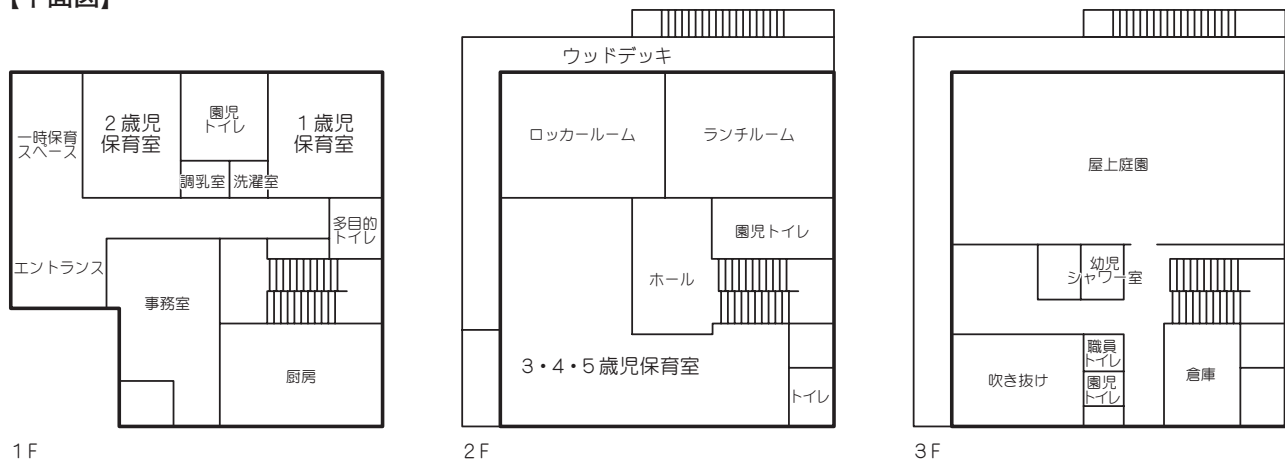 【平面図】
一時保育
スペース
２歳児
保育室
園児
トイレ
１歳児
保育室
調乳室
洗濯室
多目的
トイレ
エントランス
事務室
厨房
１F
ウッドデッキ
ロッカールーム
ランチルーム
園児トイレ
ホール
３・４・５歳児保育室
トイレ
２F
屋上庭園
幼児
シャワー室
吹き抜け
職員
トイレ
園児
トイレ
倉庫
３F